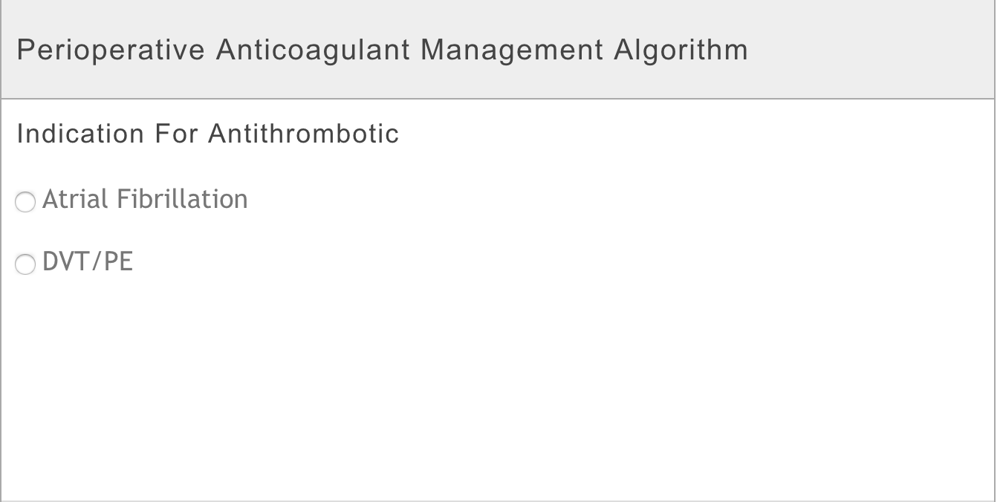 Perioperative Anticoagulant Management Algorithm
Indication For Antithrombotic
Atrial Fibrillation
DVT/PE